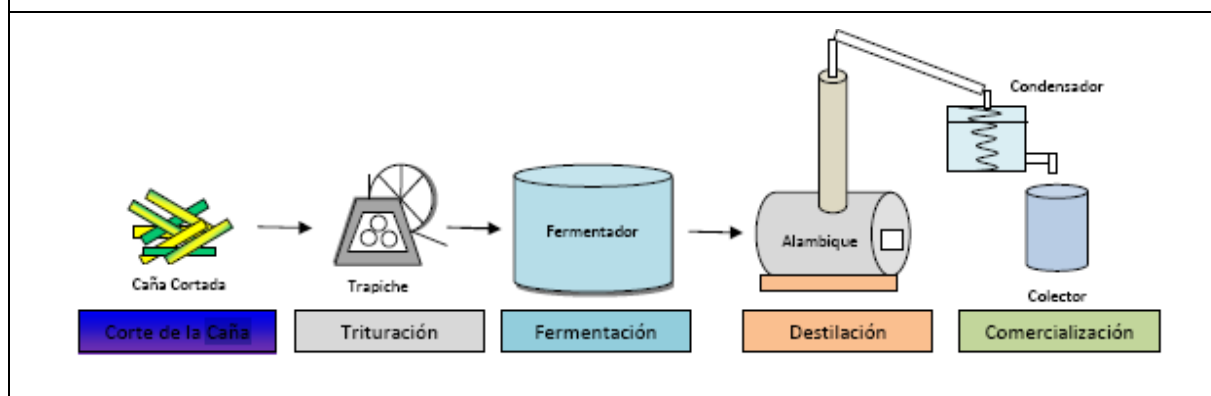 Condensador
Fermentador
Alambique
Caña Cortada
Trapiche
Colector
Corte de la Caña
Trituración
Fermentación
Destilación
Comercialización